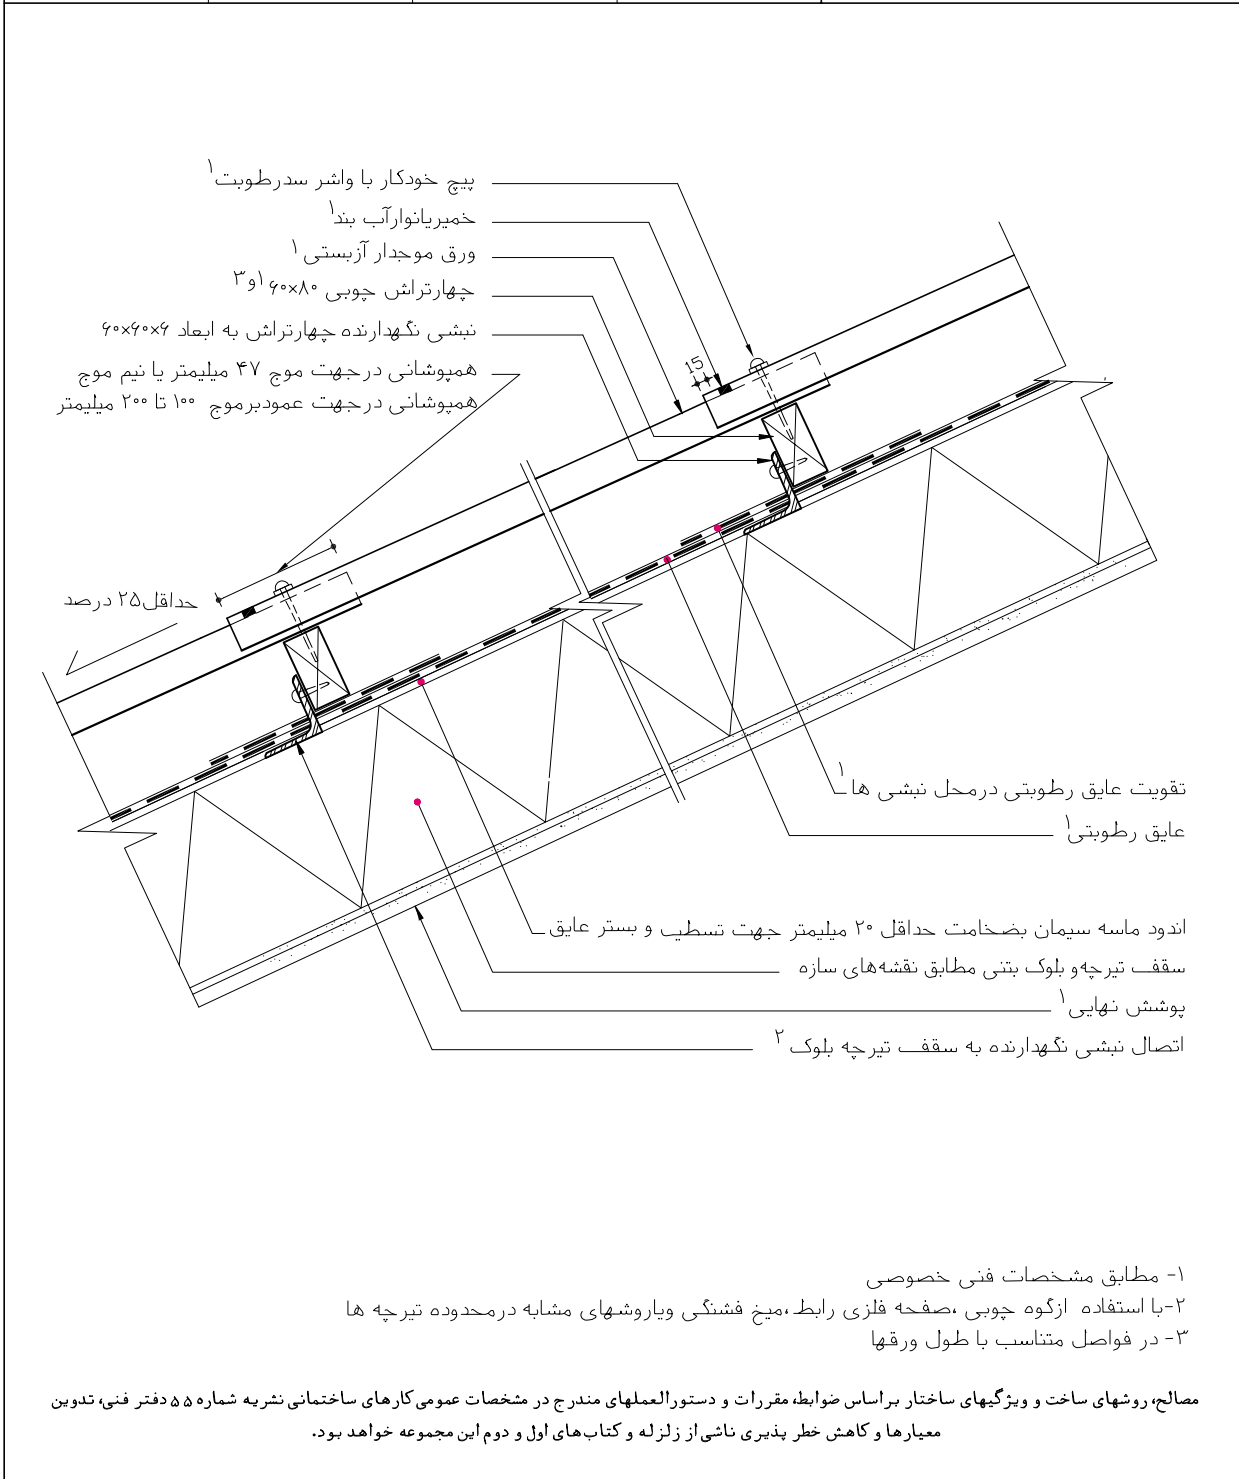 پیچ خودکار با واشر سدرطوبت۱
خمیریانوارآب بند۱
ورق موجدار آزبستی۱
چهارتراش چوبی ۶۰×۸۰ ۱و۳
نبشی نگهدارنده چهارتراش به ابعاد ۶۰×۶۰×۶
همپوشانی درجهت موج ۴۷ میلیمتر یا نیم موج
همپوشانی درجهت عمودبرموج ۱۰۰ تا ۲۰۰ میلیمتر
15
حداقل۲۵ درصد
تقویت عایق رطوبتی درمحل نبشی ها۱
عایق رطوبتی۱
اندود ماسه سیمان بضخامت حداقل ۲۰ میلیمتر جهت تسطیب و بستر عایق
سقف تیرچه‌و بلوک بتنی مطابق نقشه‌های سازه
پوشش نهایی۱
اتصال نبشی نگهدارنده به سقف تیرچه بلوک ۲
۱- مطابق مشخصات فنی خصوصی
۲-با استفاده ازگوه چوبی ،صفحه فلزی رابط،میخ فشنگی ویاروشهای مشابه درمحدوده تیرچه ها
۳- در فواصل متناسب با طول ورقها
مصالح، روشهای ساخت و ویژگیهای ساختار براساس ضوابط، مقررات و دستورالعملهای مندرج در مشخصات عمومی کارهای ساختمانی نشریه شماره ۵۵ دفتر فنی، تدوین
معیارها و کاهش خطر پذیری ناشی از زلزله و کتاب‌های اول و دوم این مجموعه خواهد بود.